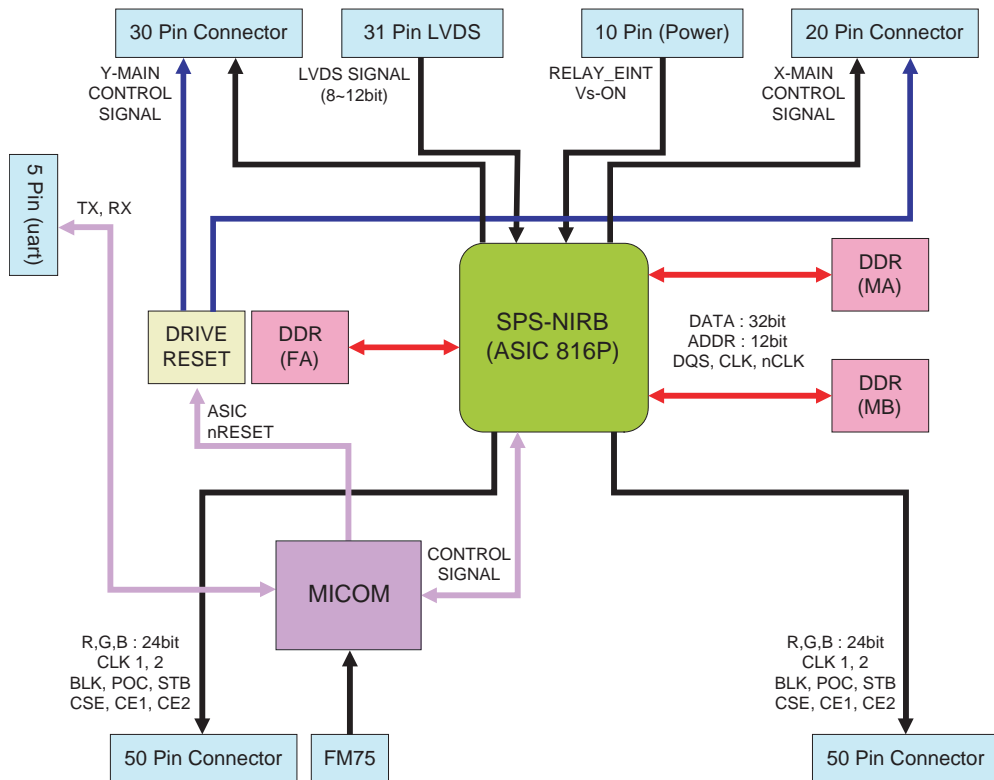 30 Pin Connector
31 Pin LVDS
10 Pin (Power)
20 Pin Connector
Y-MAIN
CONTROL
SIGNAL
LVDS SIGNAL
(8~12bit)
RELAY_EINT
Vs-ON
X-MAIN
CONTROL
SIGNAL
5 Pin (uart)
TX, RX
DRIVE
RESET
DDR
(FA)
SPS-NIRB
(ASIC 816P)
DDR
(MA)
DATA : 32bit
ADDR : 12bit
DQS, CLK, nCLK
DDR
(MB)
ASIC
nRESET
MICOM
CONTROL
SIGNAL
R,G,B : 24bit
CLK 1, 2
BLK, POC, STB
CSE, CE1, CE2
R,G,B : 24bit
CLK 1, 2
BLK, POC, STB
CSE, CE1, CE2
50 Pin Connector
FM75
50 Pin Connector